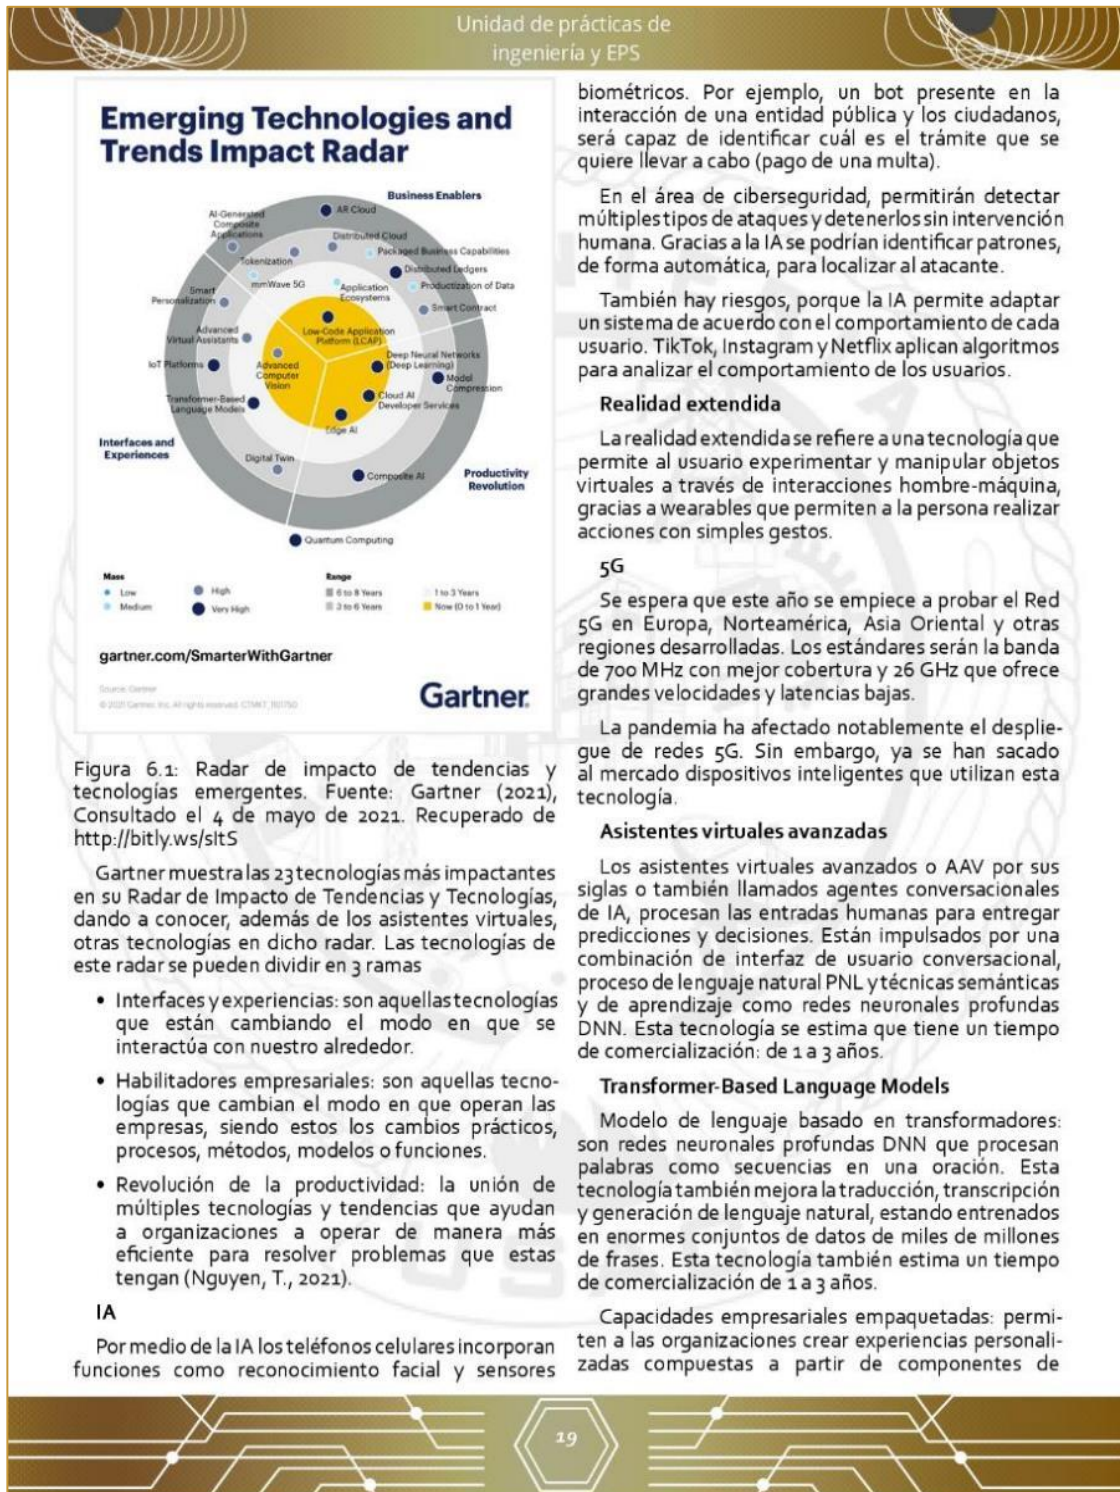 Unidad de prácticas de
ingeniería y EPS
Emerging Technologies and
Trends Impact Radar
Business Enablers
AR Cloud
AI-Generated
Composite
Applications
Distributed Cloud
Packaged Business Capabilities
Tokenization
Distributed Ledgers
mmWave 5G
Application
Ecosystems
Productization of Data
Smart
Personalization
Smart Contract
Low-Code Application
Platform (LCAP)
Advanced
Virtual Assistants
Deep Neural Networks
(Deep Learning)
IoT Platforms
Advanced
Computer
Vision
Model
Compression
Transformer-Based
Language Models
Cloud AI
Developer Services
Edge AI
Interfaces and
Experiences
Digital Twin
Composite AI
Productivity
Revolution
Quantum Computing
Mass
Low
Medium
High
Very High
Range
6 to 8 Years
3 to 6 Years
1 to 3 Years
Now (0 to 1 Year)
gartner.com/SmarterWithGartner
Source: Gartner
© 2021 Gartner, Inc. All rights reserved. CTMKT_1101750
Gartner.
Figura 6.1: Radar de impacto de tendencias y
tecnologías emergentes. Fuente: Gartner (2021),
Consultado el 4 de mayo de 2021. Recuperado de
http://bitly.ws/sltS
Gartner muestra las 23 tecnologías más impactantes
en su Radar de Impacto de Tendencias y Tecnologías,
dando a conocer, además de los asistentes virtuales,
otras tecnologías en dicho radar. Las tecnologías de
este radar se pueden dividir en 3 ramas
• Interfaces y experiencias: son aquellas tecnologías
que están cambiando el modo en que se
interactúa con nuestro alrededor.
• Habilitadores empresariales: son aquellas tecno-
logías que cambian el modo en que operan las
empresas, siendo estos los cambios prácticos,
procesos, métodos, modelos o funciones.
• Revolución de la productividad: la unión de
múltiples tecnologías y tendencias que ayudan
a organizaciones a operar de manera más
eficiente para resolver problemas que estas
tengan (Nguyen, T., 2021).
IA
Por medio de la IA los teléfonos celulares incorporan
funciones como reconocimiento facial y sensores
biométricos. Por ejemplo, un bot presente en la
interacción de una entidad pública y los ciudadanos,
será capaz de identificar cuál es el trámite que se
quiere llevar a cabo (pago de una multa).
En el área de ciberseguridad, permitirán detectar
múltiples tipos de ataques y detenerlos sin intervención
humana. Gracias a la IA se podrían identificar patrones,
de forma automática, para localizar al atacante.
También hay riesgos, porque la IA permite adaptar
un sistema de acuerdo con el comportamiento de cada
usuario. TikTok, Instagram y Netflix aplican algoritmos
para analizar el comportamiento de los usuarios.
Realidad extendida
La realidad extendida se refiere a una tecnología que
permite al usuario experimentar y manipular objetos
virtuales a través de interacciones hombre-máquina,
gracias a wearables que permiten a la persona realizar
acciones con simples gestos.
5G
Se espera que este año se empiece a probar el Red
5G en Europa, Norteamérica, Asia Oriental y otras
regiones desarrolladas. Los estándares serán la banda
de 700 MHz con mejor cobertura y 26 GHz que ofrece
grandes velocidades y latencias bajas.
La pandemia ha afectado notablemente el desplie-
gue de redes 5G. Sin embargo, ya se han sacado
al mercado dispositivos inteligentes que utilizan esta
tecnología.
Asistentes virtuales avanzadas
Los asistentes virtuales avanzados o AAV por sus
siglas o también llamados agentes conversacionales
de IA, procesan las entradas humanas para entregar
predicciones y decisiones. Están impulsados por una
combinación de interfaz de usuario conversacional,
proceso de lenguaje natural PNL y técnicas semánticas
y de aprendizaje como redes neuronales profundas
DNN. Esta tecnología se estima que tiene un tiempo
de comercialización: de 1 a 3 años.
Transformer-Based Language Models
Modelo de lenguaje basado en transformadores:
son redes neuronales profundas DNN que procesan
palabras como secuencias en una oración. Esta
tecnología también mejora la traducción, transcripción
y generación de lenguaje natural, estando entrenados
en enormes conjuntos de datos de miles de millones
de frases. Esta tecnología también estima un tiempo
de comercialización de 1 a 3 años.
Capacidades empresariales empaquetadas: permi-
ten a las organizaciones crear experiencias personali-
zadas compuestas a partir de componentes de
19